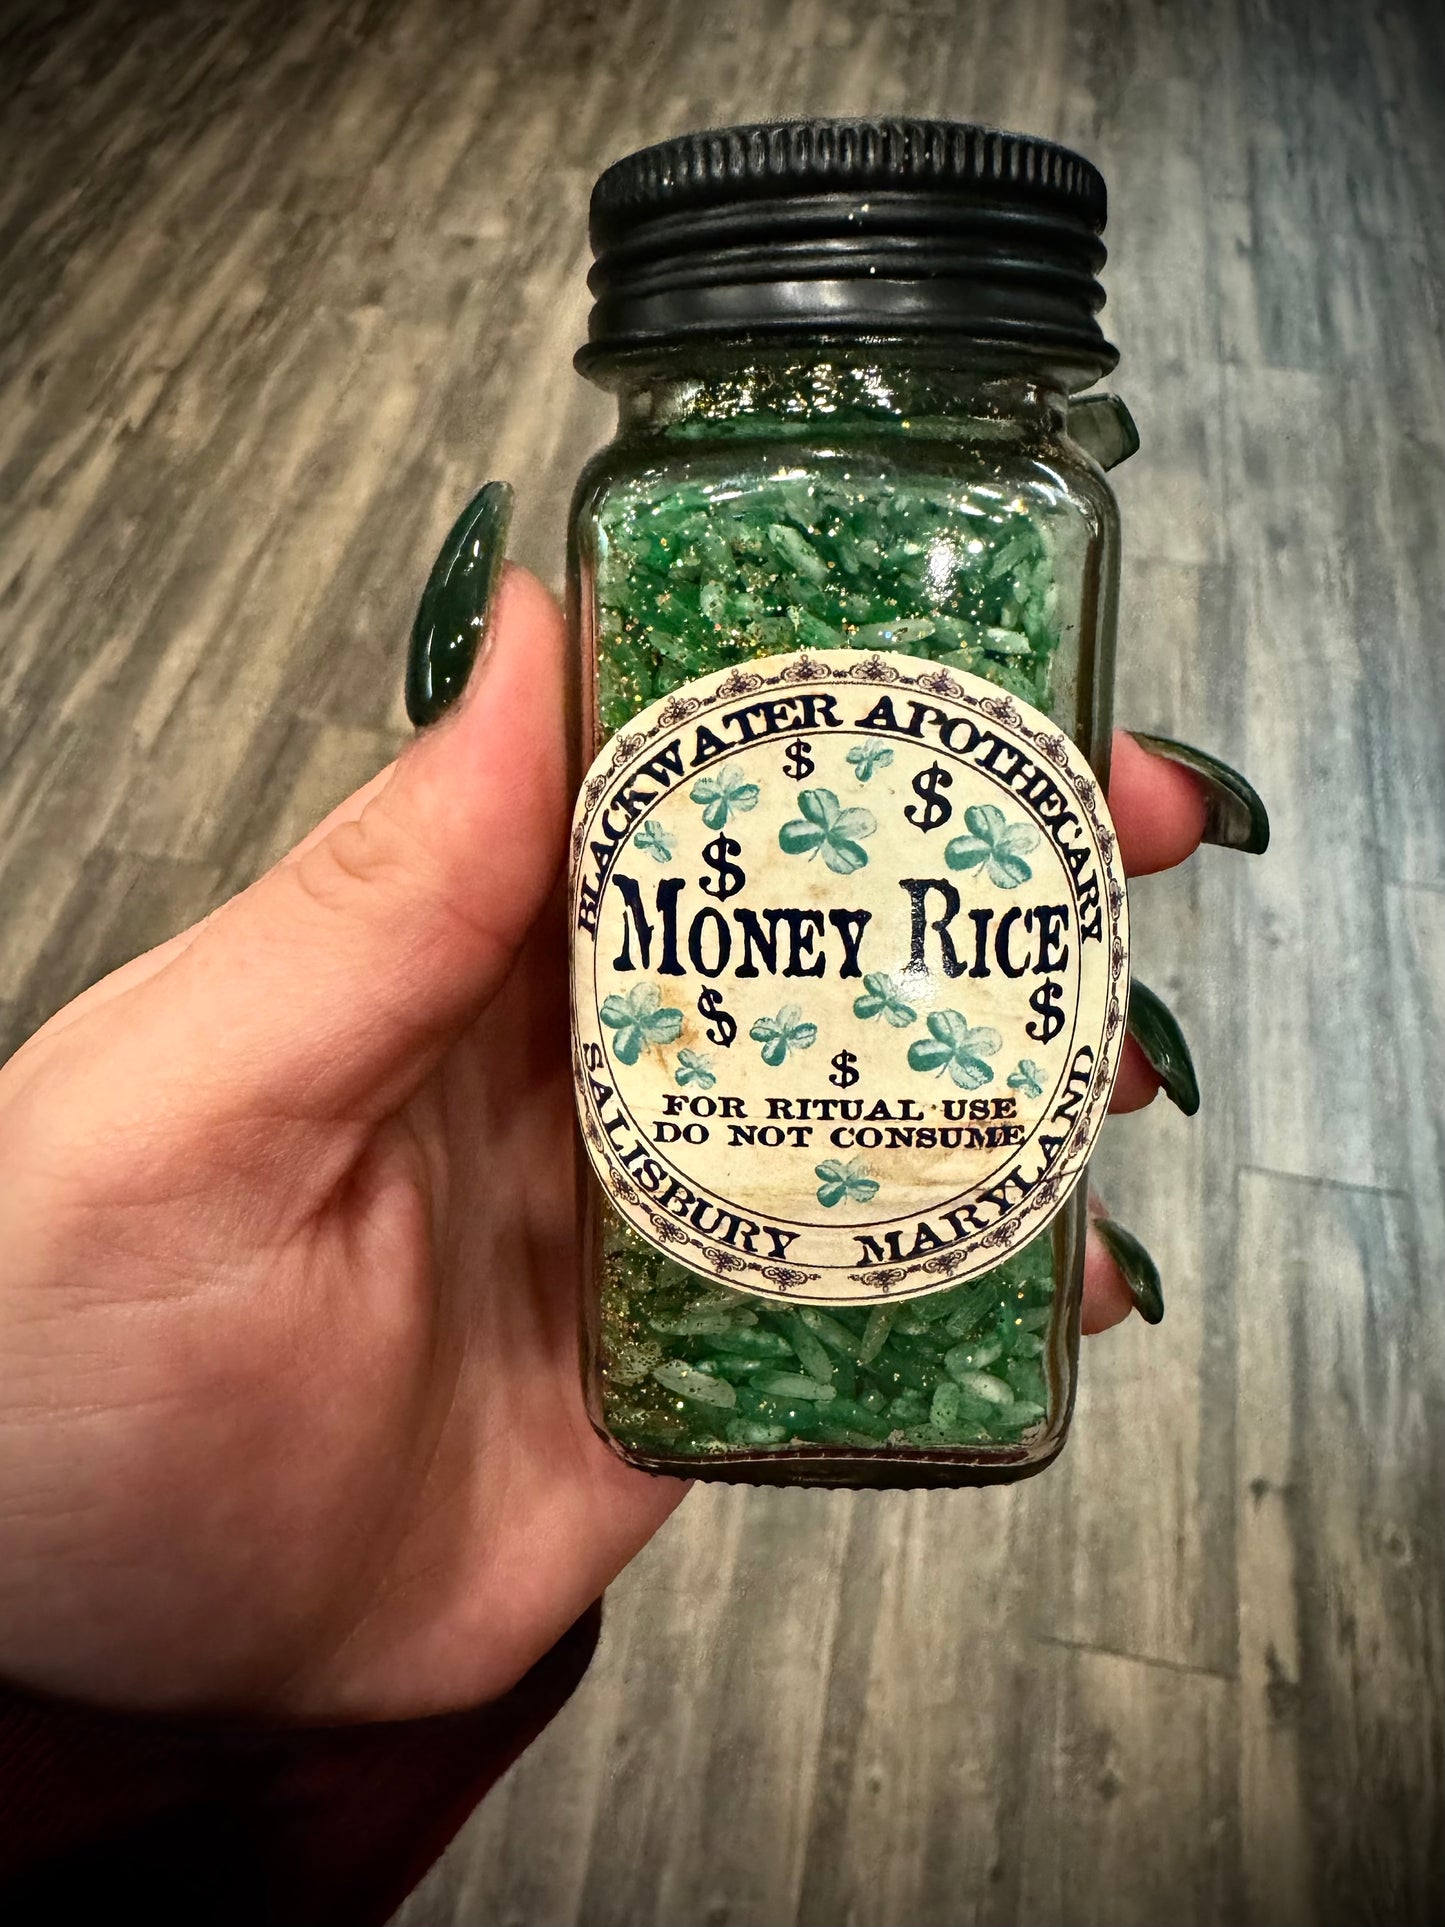 BLACKWATER APOTHECARY
$ $
$
MONEY RICE
$ $
$
FOR RITUAL USE
DO NOT CONSUME
SALISBURY MARYLAND